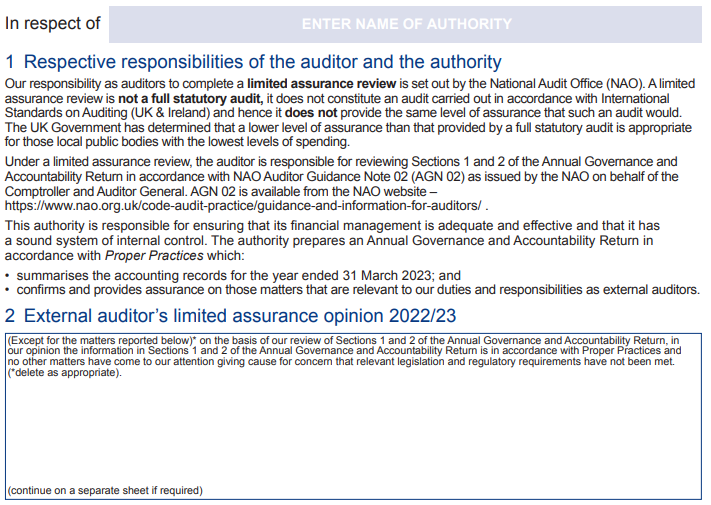 In respect of ENTER NAME OF AUTHORITY
1 Respective responsibilities of the auditor and the authority
Our responsibility as auditors to complete a limited assurance review is set out by the National Audit Office (NAO). A limited
assurance review is not a full statutory audit, it does not constitute an audit carried out in accordance with International
Standards on Auditing (UK & Ireland) and hence it does not provide the same level of assurance that such an audit would.
The UK Government has determined that a lower level of assurance than that provided by a full statutory audit is appropriate
for those local public bodies with the lowest levels of spending.
Under a limited assurance review, the auditor is responsible for reviewing Sections 1 and 2 of the Annual Governance and
Accountability Return in accordance with NAO Auditor Guidance Note 02 (AGN 02) as issued by the NAO on behalf of the
Comptroller and Auditor General. AGN 02 is available from the NAO website –
https://www.nao.org.uk/code-audit-practice/guidance-and-information-for-auditors/ .
This authority is responsible for ensuring that its financial management is adequate and effective and that it has
a sound system of internal control. The authority prepares an Annual Governance and Accountability Return in
accordance with Proper Practices which:
• summarises the accounting records for the year ended 31 March 2023; and
• confirms and provides assurance on those matters that are relevant to our duties and responsibilities as external auditors.
2 External auditor's limited assurance opinion 2022/23
(Except for the matters reported below)* on the basis of our review of Sections 1 and 2 of the Annual Governance and Accountability Return, in
our opinion the information in Sections 1 and 2 of the Annual Governance and Accountability Return is in accordance with Proper Practices and
no other matters have come to our attention giving cause for concern that relevant legislation and regulatory requirements have not been met.
(*delete as appropriate).
(continue on a separate sheet if required)